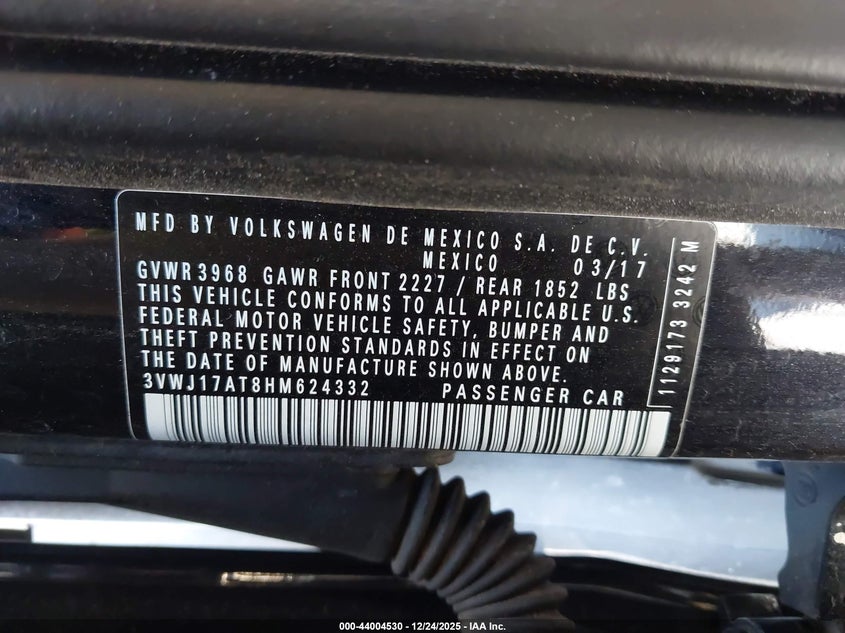 MFD BY VOLKSWAGEN DE MEXICO S.A. DE C.V.
MEXICO 03/17
GVWR 3968 GAWR FRONT 2227 / REAR 1852 LBS
THIS VEHICLE CONFORMS TO ALL APPLICABLE U.S.
FEDERAL MOTOR VEHICLE SAFETY, BUMPER AND
THEFT PREVENTION STANDARDS IN EFFECT ON
THE DATE OF MANUFACTURE SHOWN ABOVE.
3VWJ17AT8HM624332 PASSENGER CAR
1129173 3242 M
000-44004530 - 12/24/2025 - IAA Inc.